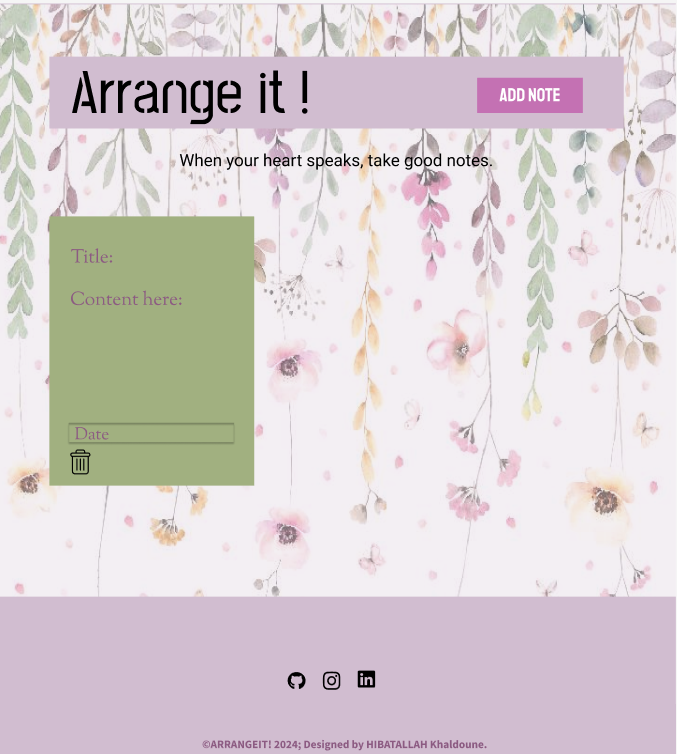 Arrange it !
ADD NOTE
When your heart speaks, take good notes.
Title:
Content here:
Date
©ARRANGEIT! 2024; Designed by HIBATALLAH Khaldoune.